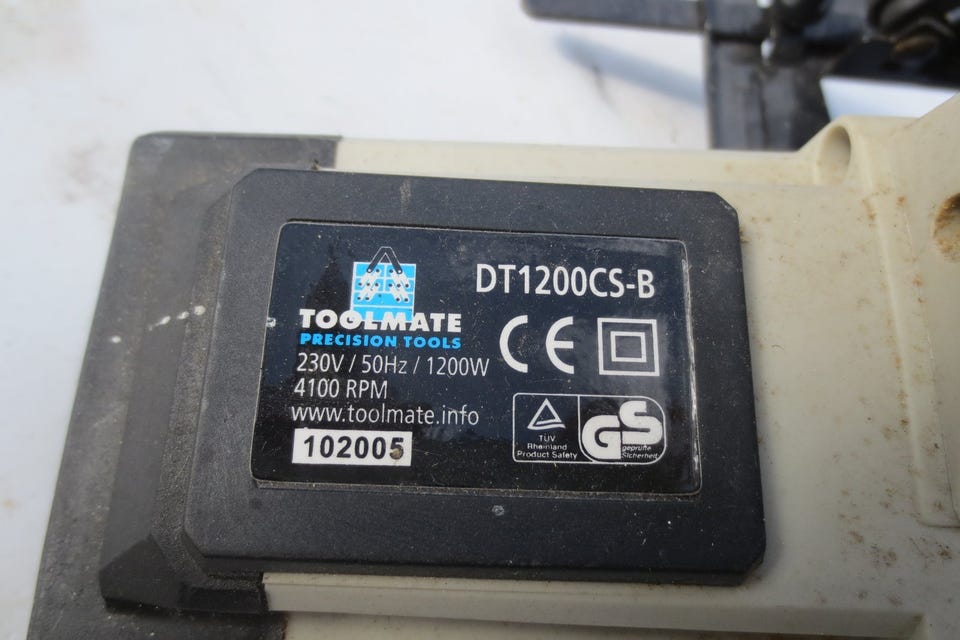 TOOLMATE
PRECISION TOOLS
230V / 50Hz / 1200W
4100 RPM
www.toolmate.info
102005
DT1200CS-B
CE
TÜV
Rheinland
Product Safety
GS
geprüfte
Sicherheit